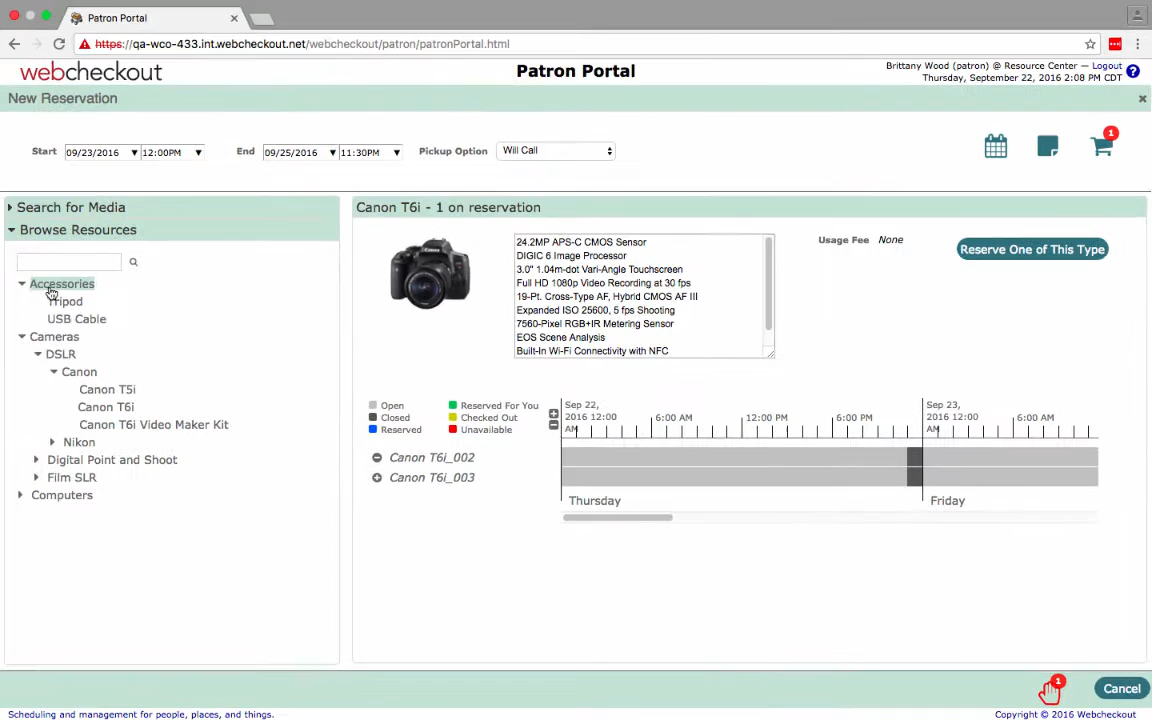 Patron Portal
https://qa-wco-433.int.webcheckout.net/webcheckout/patron/patronPortal.html
webcheckout
Patron Portal
Brittany Wood (patron) @ Resource Center — Logout
Thursday, September 22, 2016 2:08 PM CDT
?
New Reservation
Start 09/23/2016 12:00PM End 09/25/2016 11:30PM Pickup Option Will Call
1
Search for Media
Browse Resources
Accessories
Tripod
USB Cable
Cameras
DSLR
Canon
Canon T5i
Canon T6i
Canon T6i Video Maker Kit
Nikon
Digital Point and Shoot
Film SLR
Computers
Canon T6i - 1 on reservation
24.2MP APS-C CMOS Sensor
DIGIC 6 Image Processor
3.0" 1.04m-dot Vari-Angle Touchscreen
Full HD 1080p Video Recording at 30 fps
19-Pt. Cross-Type AF, Hybrid CMOS AF III
Expanded ISO 25600, 5 fps Shooting
7560-Pixel RGB+IR Metering Sensor
EOS Scene Analysis
Built-In Wi-Fi Connectivity with NFC
Usage Fee None
Reserve One of This Type
Open
Closed
Reserved
Reserved For You
Checked Out
Unavailable
Sep 22,
2016 12:00
AM
6:00 AM
12:00 PM
6:00 PM
Sep 23,
2016 12:00
AM
6:00 AM
Canon T6i_002
Canon T6i_003
Thursday
Friday
1
Cancel
Scheduling and management for people, places, and things.
Copyright © 2016 Webcheckout